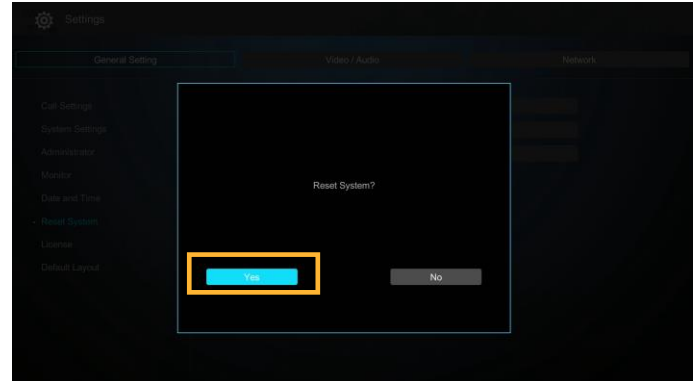 Settings
General Setting
Video / Audio
Network
Call-Settings
System Settings
Administrator
Monitor
Date and Time
Reset System
License
Default Layout
Reset System?
Yes
No